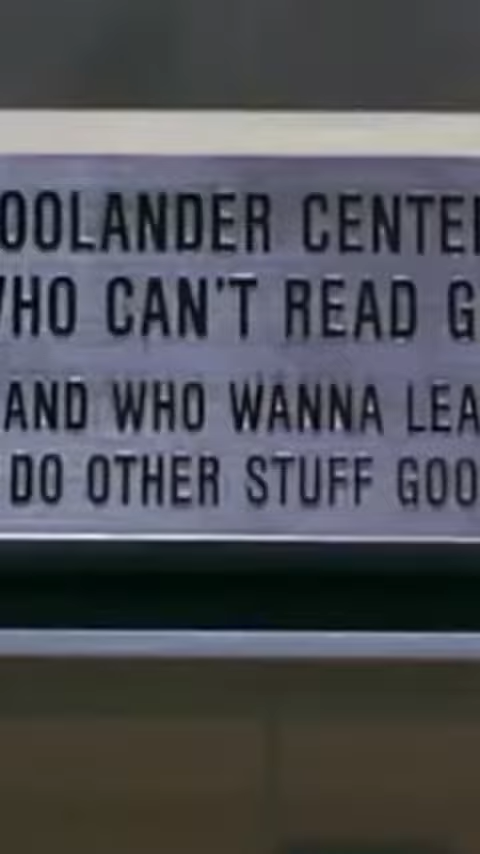 OOLANDER CENTE
HO CAN'T READ G
AND WHO WANNA LEA
DO OTHER STUFF GOO